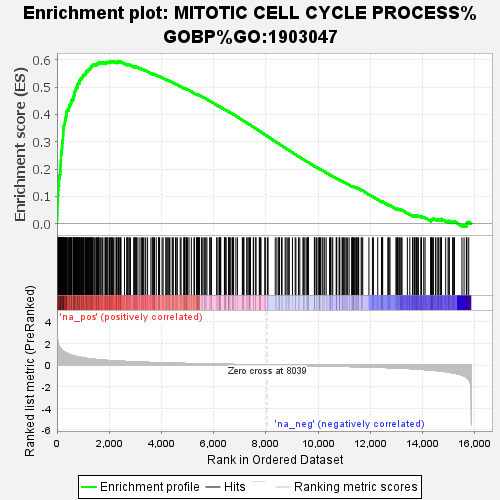 Enrichment plot: MITOTIC CELL CYCLE PROCESS%
GOBP%GO:1903047
Enrichment score (ES)
0.6
0.5
0.4
0.3
0.2
0.1
0.0
'na_pos' (positively correlated)
Ranked list metric (PreRanked)
4
2
0
-2
-4
-6
Zero cross at 8039
'na_neg' (negatively correlated)
0 2,000 4,000 6,000 8,000 10,000 12,000 14,000 16,000
Rank in Ordered Dataset
Enrichment profile Hits Ranking metric scores